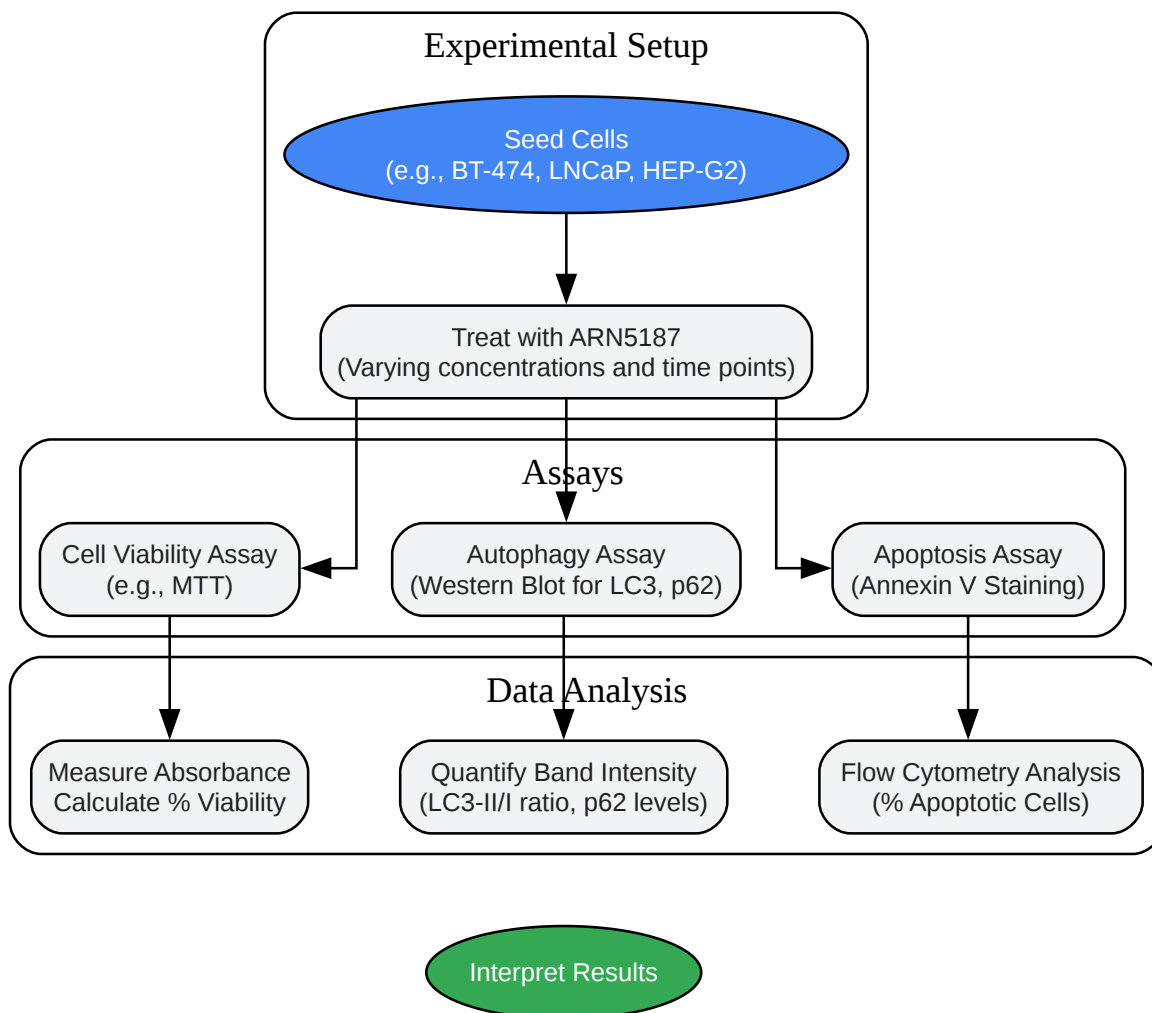 Experimental Setup
Seed Cells
(e.g., BT-474, LNCaP, HEP-G2)
Treat with ARN5187
(Varying concentrations and time points)
Assays
Cell Viability Assay
(e.g., MTT)
Autophagy Assay
(Western Blot for LC3, p62)
Apoptosis Assay
(Annexin V Staining)
Data Analysis
Measure Absorbance
Calculate % Viability
Quantify Band Intensity
(LC3-II/I ratio, p62 levels)
Flow Cytometry Analysis
(% Apoptotic Cells)
Interpret Results